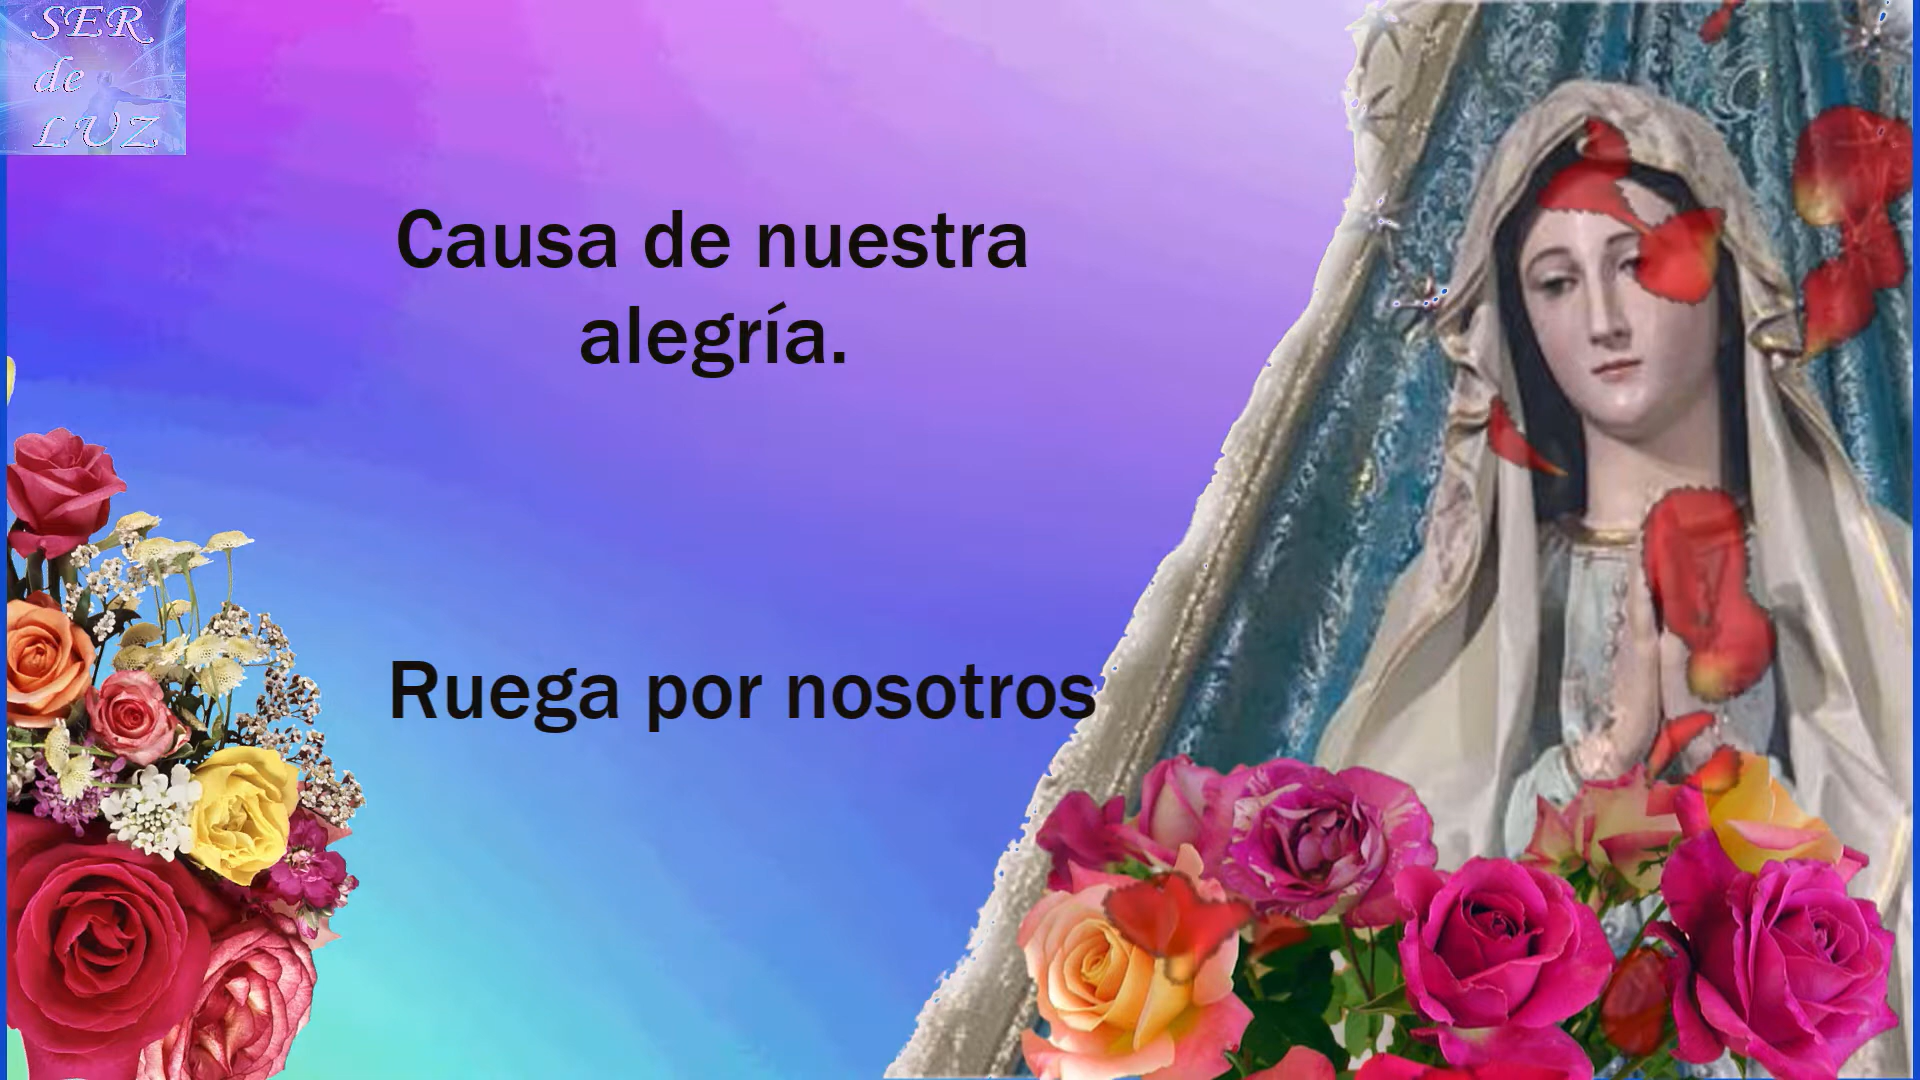 SER
de
LUZ
Causa de nuestra
alegría.
Ruega por nosotros